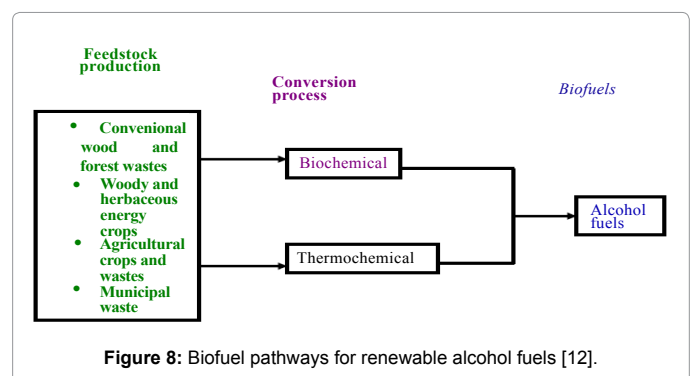 Feedstock
production
Conversion
process
Biofuels
• Convenional
wood and
forest wastes
• Woody and
herbaceous
energy
crops
• Agricultural
crops and
wastes
• Municipal
waste
Biochemical
Thermochemical
Alcohol
fuels
Figure 8: Biofuel pathways for renewable alcohol fuels [12].